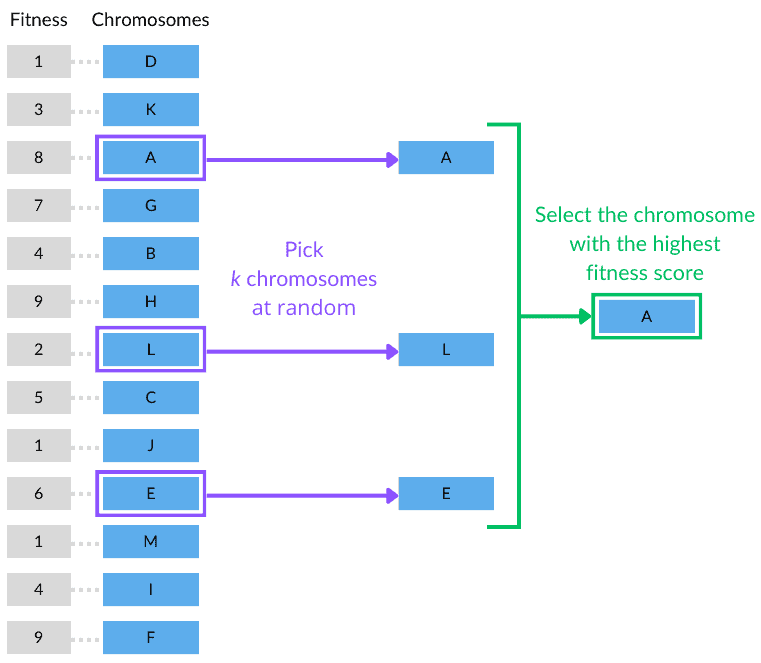 Fitness Chromosomes
1 D
3 K
8 A A
7 G
Select the chromosome
with the highest
fitness score
4 B
Pick
k chromosomes
at random
9 H
A
2 L L
5 C
1 J
6 E E
1 M
4 I
9 F